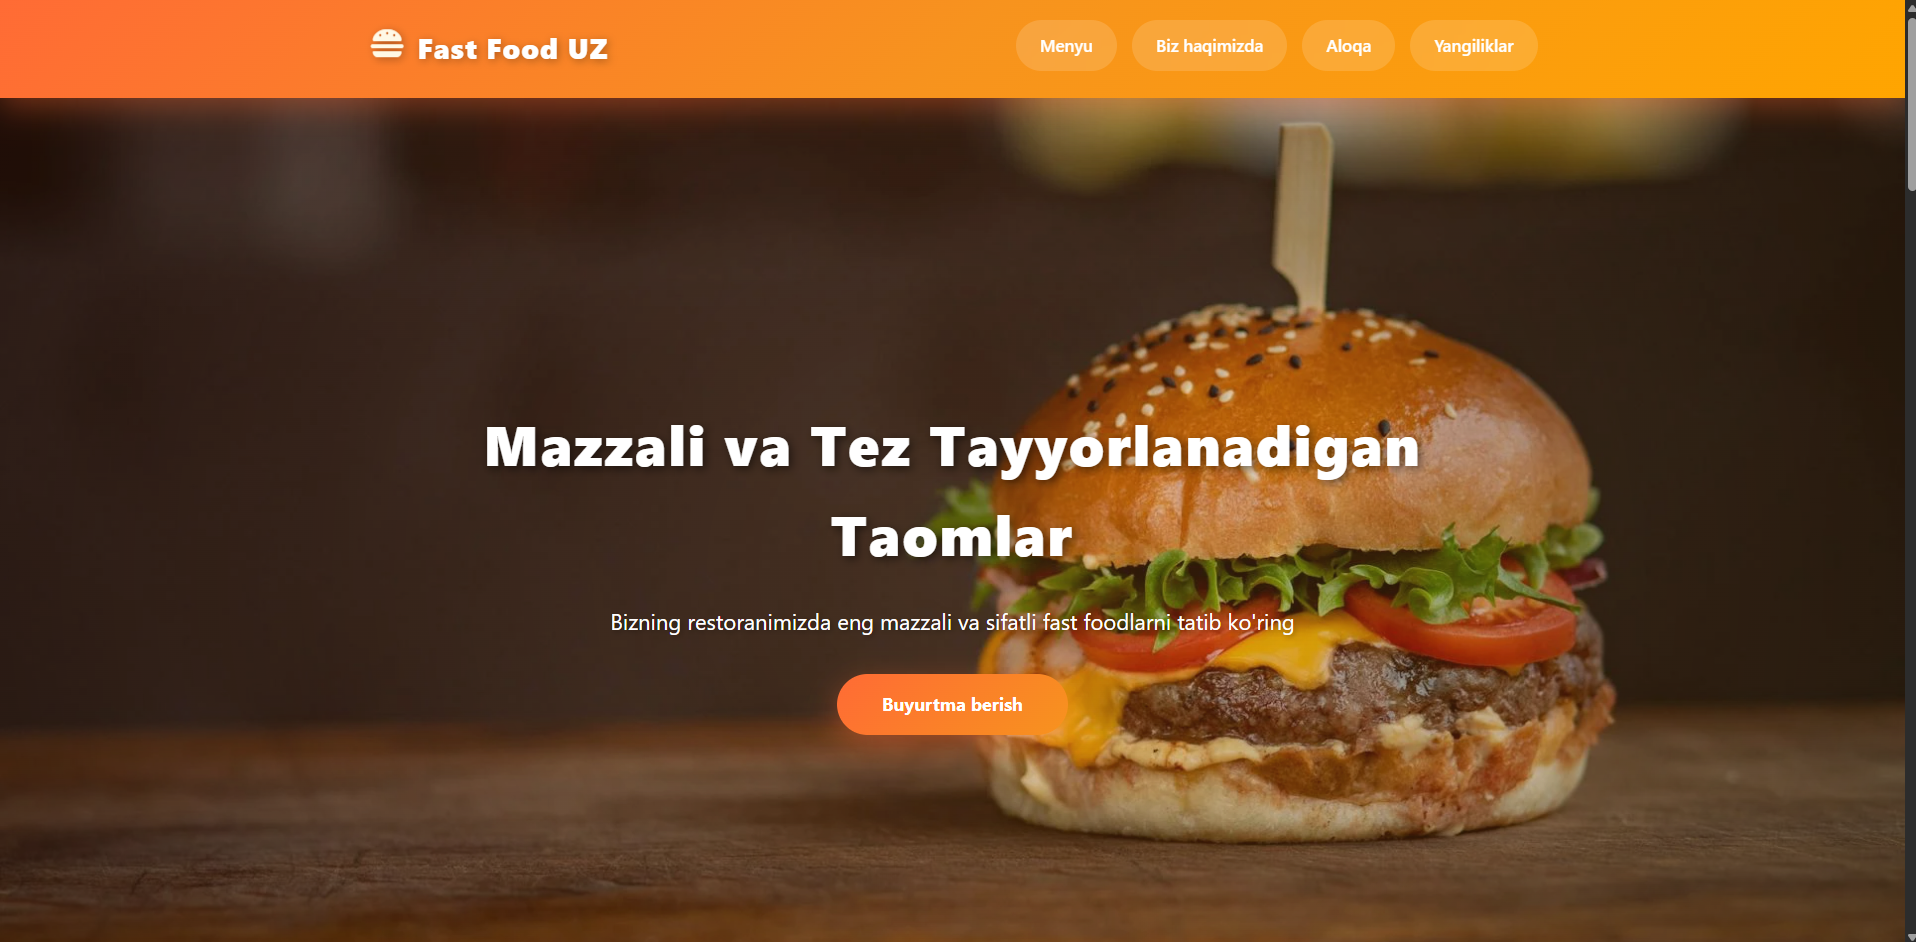 Fast Food UZ
Menyu
Biz haqimizda
Aloqa
Yangiliklar
Mazzali va Tez Tayyorlanadigan
Taomlar
Bizning restoranimizda eng mazzali va sifatli fast foodlarni tatib ko'ring
Buyurtma berish